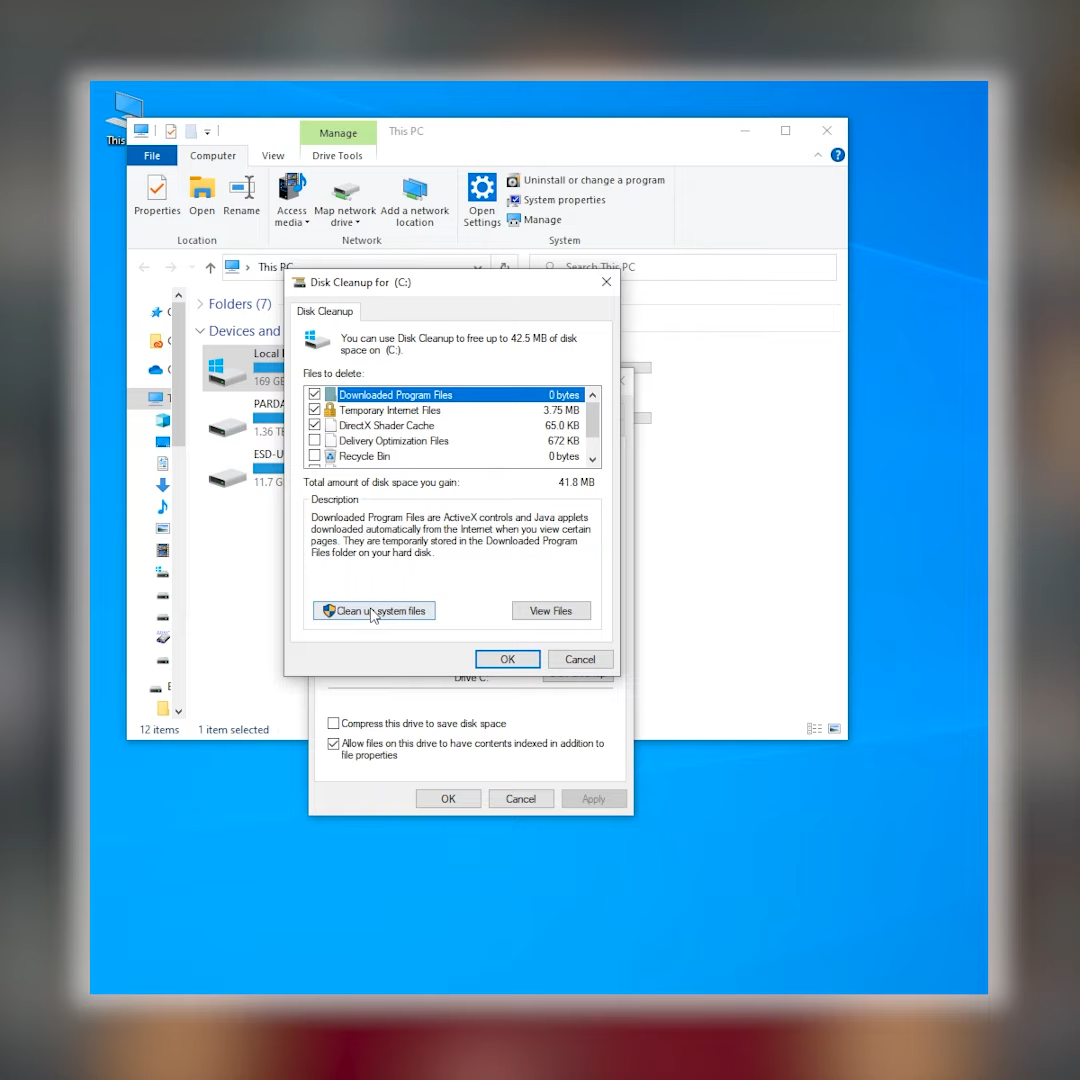 This
Manage
This PC
File
Computer
View
Drive Tools
Properties
Open
Rename
Access media
Map network drive
Add a network location
Open Settings
Uninstall or change a program
System properties
Manage
Location
Network
System
This PC
Search This PC
Folders (7)
Devices and
Local
169 GB
PARDA
1.36 TB
ESD-U
11.7 G
12 items
1 item selected
Disk Cleanup for (C:)
Disk Cleanup
You can use Disk Cleanup to free up to 42.5 MB of disk
space on (C:).
Files to delete:
Downloaded Program Files 0 bytes
Temporary Internet Files 3.75 MB
DirectX Shader Cache 65.0 KB
Delivery Optimization Files 672 KB
Recycle Bin 0 bytes
Total amount of disk space you gain: 41.8 MB
Description
Downloaded Program Files are ActiveX controls and Java applets
downloaded automatically from the Internet when you view certain
pages. They are temporarily stored in the Downloaded Program
Files folder on your hard disk.
Clean up system files
View Files
OK
Cancel
Drive C:
Compress this drive to save disk space
Allow files on this drive to have contents indexed in addition to
file properties
OK
Cancel
Apply